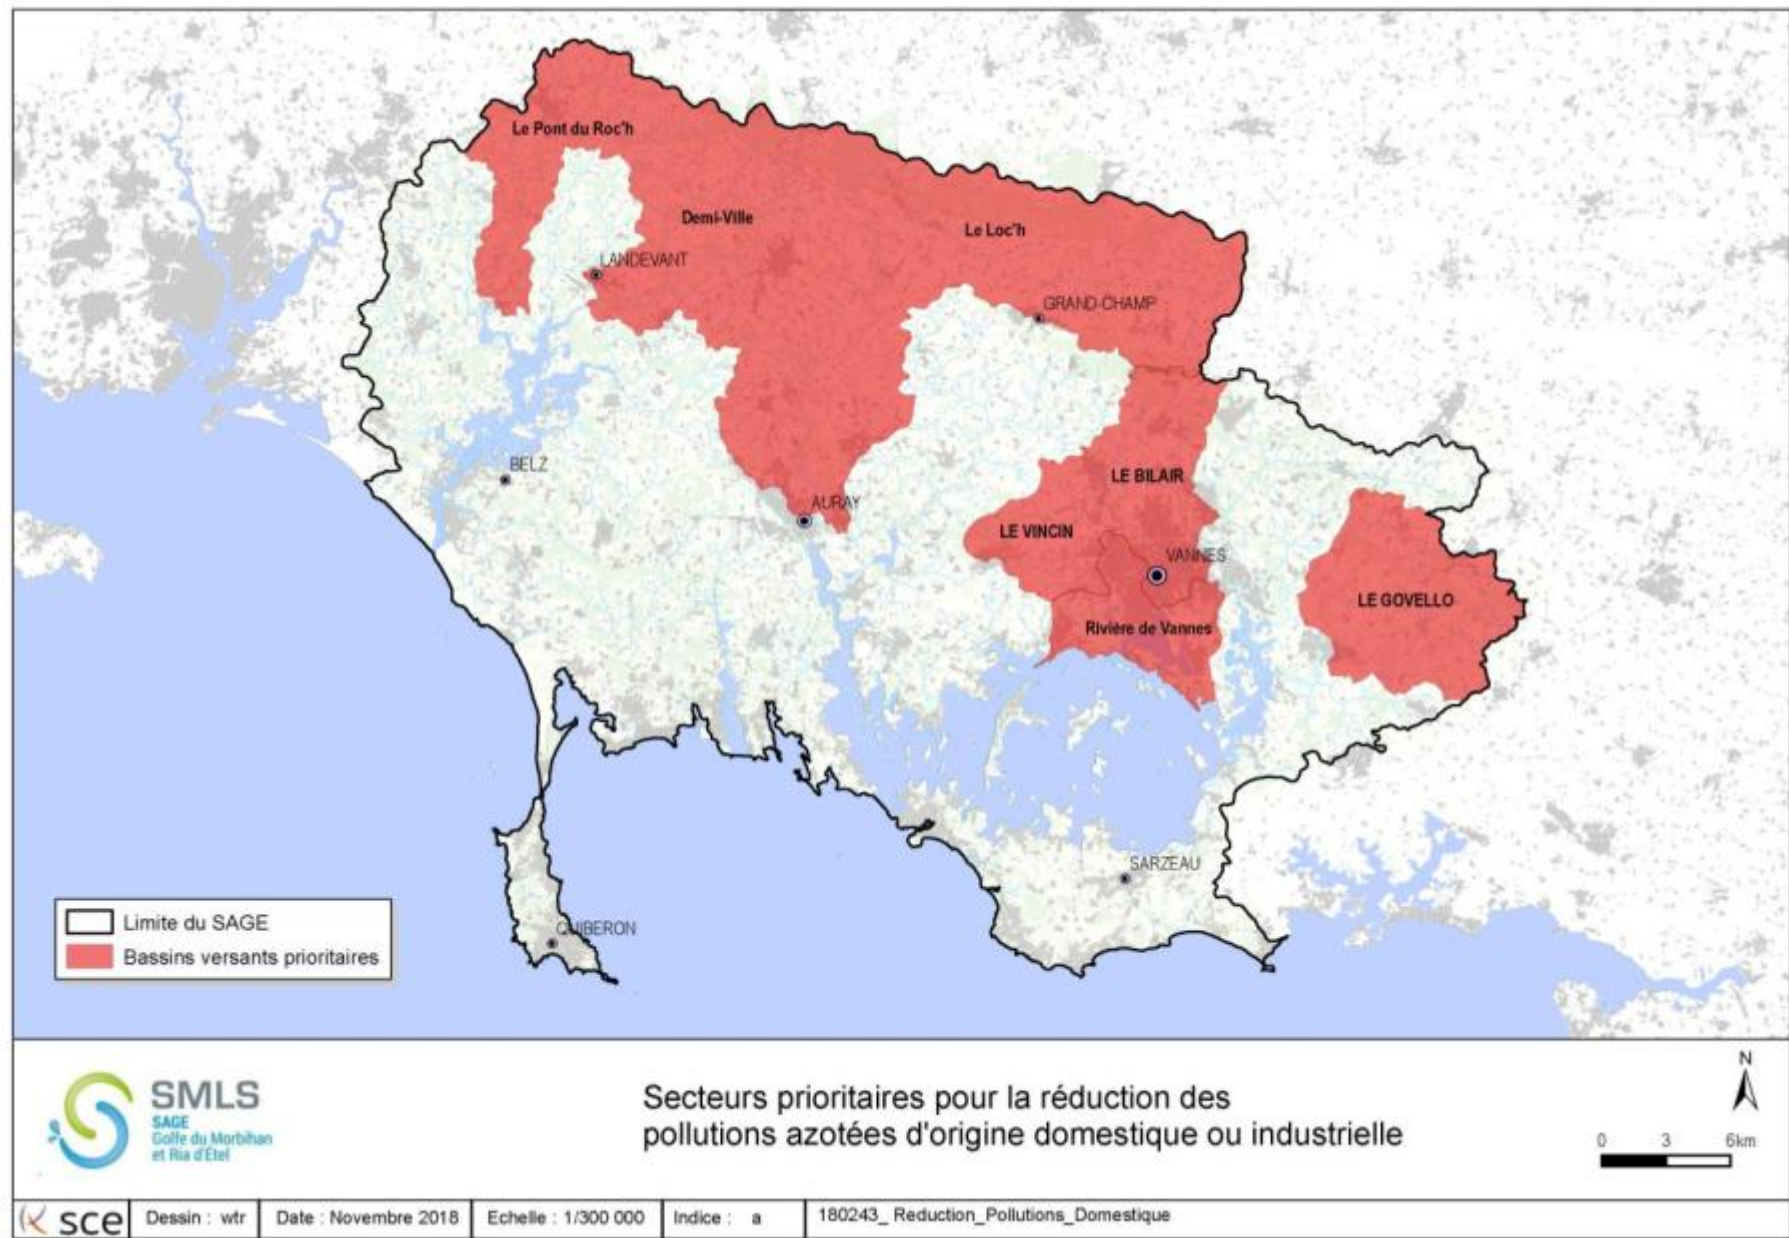 Le Pont du Roc'h
Demi-Ville
Le Loc'h
LANDEVANT
GRAND-CHAMP
BELZ
LE BILAIR
AURAY
LE VINCIN
VANNES
LE GOVELLO
Rivière de Vannes
SARZEAU
QUIBERON
Limite du SAGE
Bassins versants prioritaires
SMLS
SAGE
Golfe du Morbihan
et Ria d'Étel
Secteurs prioritaires pour la réduction des
pollutions azotées d'origine domestique ou industrielle
N
0 3 6km
sce
Dessin : wtr
Date : Novembre 2018
Echelle : 1/300 000
Indice : a
180243_ Reduction_Pollutions_Domestique